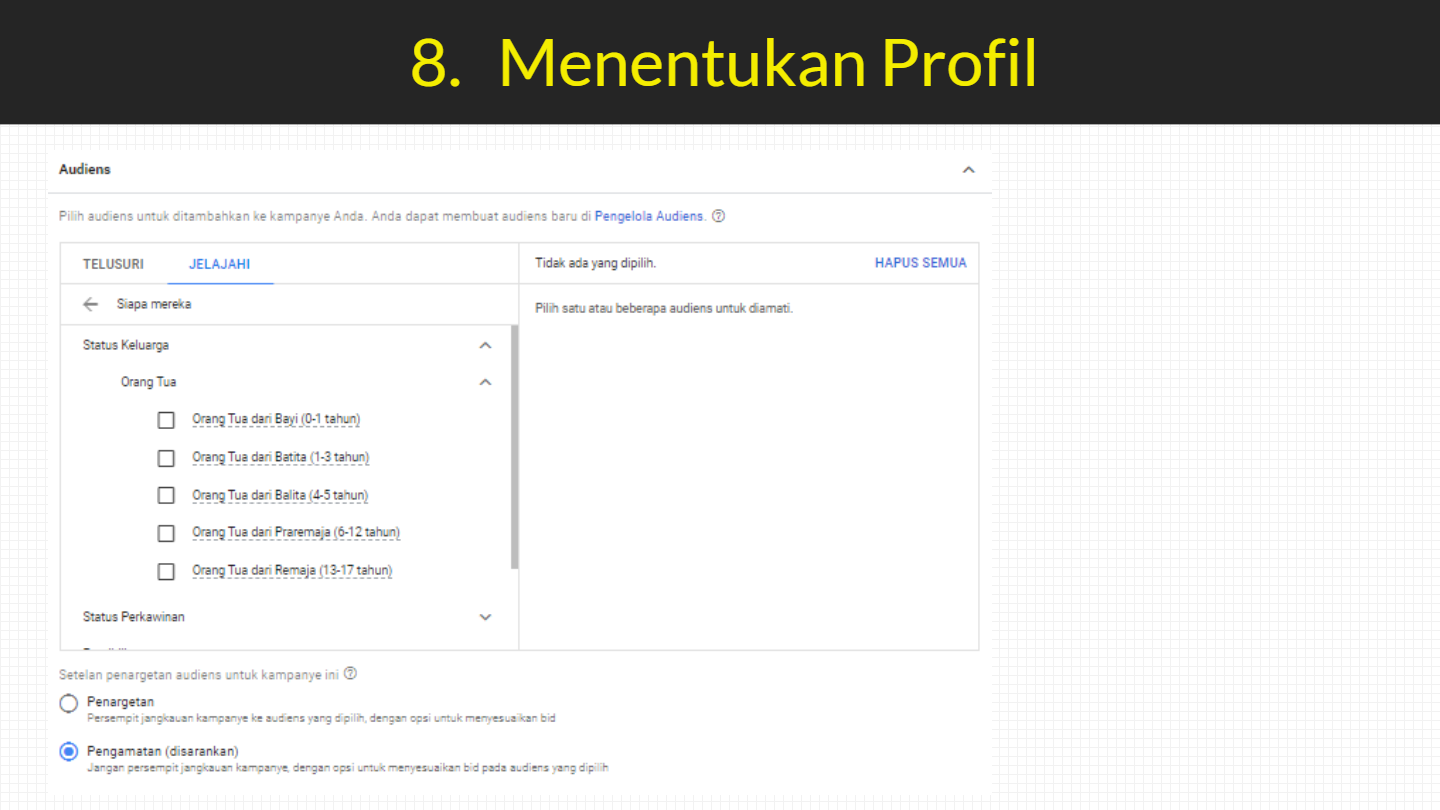 8. Menentukan Profil
Audiens
Pilih audiens untuk ditambahkan ke kampanye Anda. Anda dapat membuat audiens baru di Pengelola Audiens.
TELUSURI JELAJAHI
Tidak ada yang dipilih. HAPUS SEMUA
Siapa mereka
Pilih satu atau beberapa audiens untuk diamati.
Status Keluarga
Orang Tua
Orang Tua dari Bayi (0-1 tahun)
Orang Tua dari Batita (1-3 tahun)
Orang Tua dari Balita (4-5 tahun)
Orang Tua dari Praremaja (6-12 tahun)
Orang Tua dari Remaja (13-17 tahun)
Status Perkawinan
Setelan penargetan audiens untuk kampanye ini
Penargetan
Persempit jangkauan kampanye ke audiens yang dipilih, dengan opsi untuk menyesuaikan bid
Pengamatan (disarankan)
Jangan persempit jangkauan kampanye, dengan opsi untuk menyesuaikan bid pada audiens yang dipilih